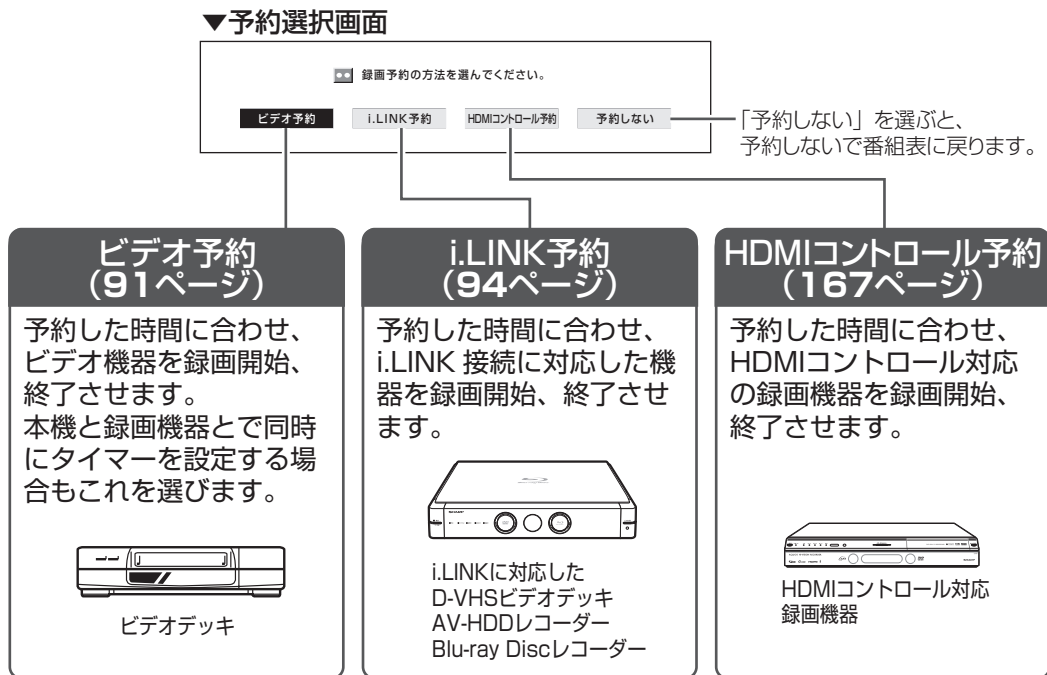 ▼予約選択画面
録画予約の方法を選んでください。
ビデオ予約
i.LINK予約
HDMIコントロール予約
予約しない
「予約しない」を選ぶと、
予約しないで番組表に戻ります。
ビデオ予約
（91ページ）
予約した時間に合わせ、
ビデオ機器を録画開始、
終了させます。
本機と録画機器とで同時
にタイマーを設定する場
合もこれを選びます。
ビデオデッキ
i.LINK予約
（94ページ）
予約した時間に合わせ、
i.LINK 接続に対応した機
器を録画開始、終了させ
ます。
i.LINKに対応した
D-VHSビデオデッキ
AV-HDDレコーダー
Blu-ray Discレコーダー
HDMIコントロール予約
（167ページ）
予約した時間に合わせ、
HDMIコントロール対応
の録画機器を録画開始、
終了させます。
HDMIコントロール対応
録画機器